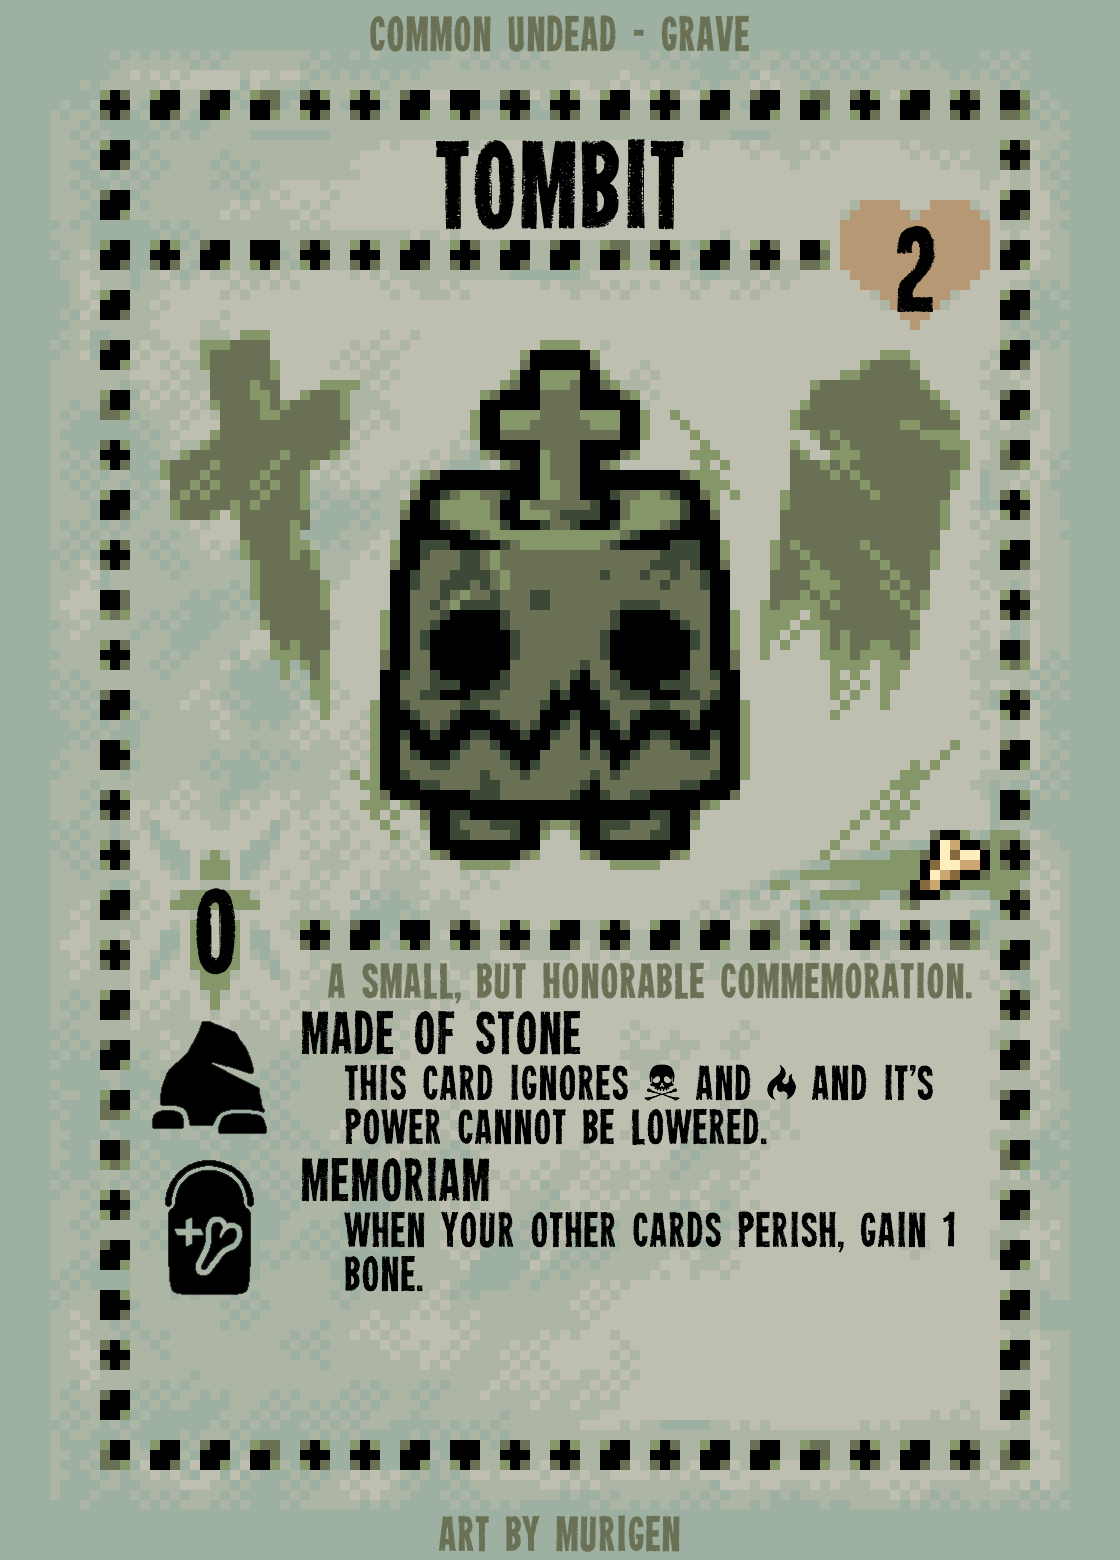 COMMON UNDEAD - GRAVE
TOMBIT
2
0
A SMALL, BUT HONORABLE COMMEMORATION.
MADE OF STONE
THIS CARD IGNORES AND AND IT'S
POWER CANNOT BE LOWERED.
MEMORIAM
WHEN YOUR OTHER CARDS PERISH, GAIN 1
BONE.
ART BY MURIGEN